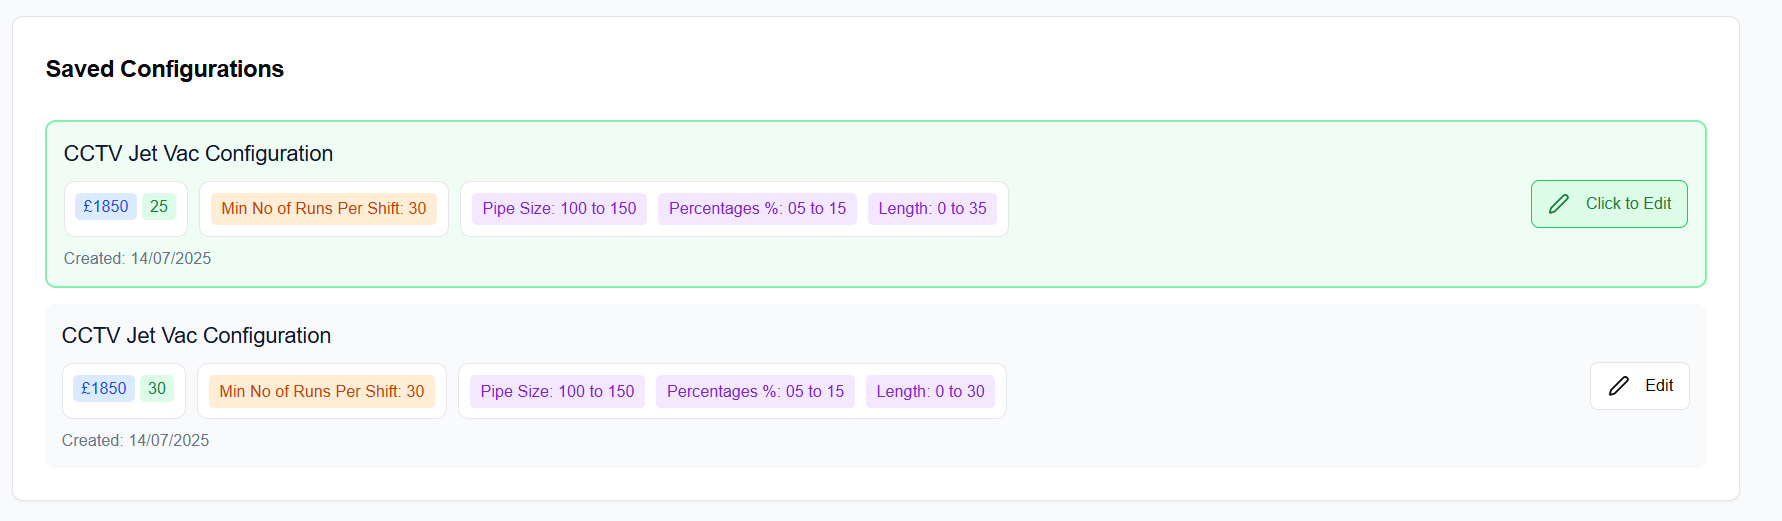 Saved Configurations
CCTV Jet Vac Configuration
£1850 25 Min No of Runs Per Shift: 30 Pipe Size: 100 to 150 Percentages %: 05 to 15 Length: 0 to 35 Click to Edit
Created: 14/07/2025
CCTV Jet Vac Configuration
£1850 30 Min No of Runs Per Shift: 30 Pipe Size: 100 to 150 Percentages %: 05 to 15 Length: 0 to 30 Edit
Created: 14/07/2025